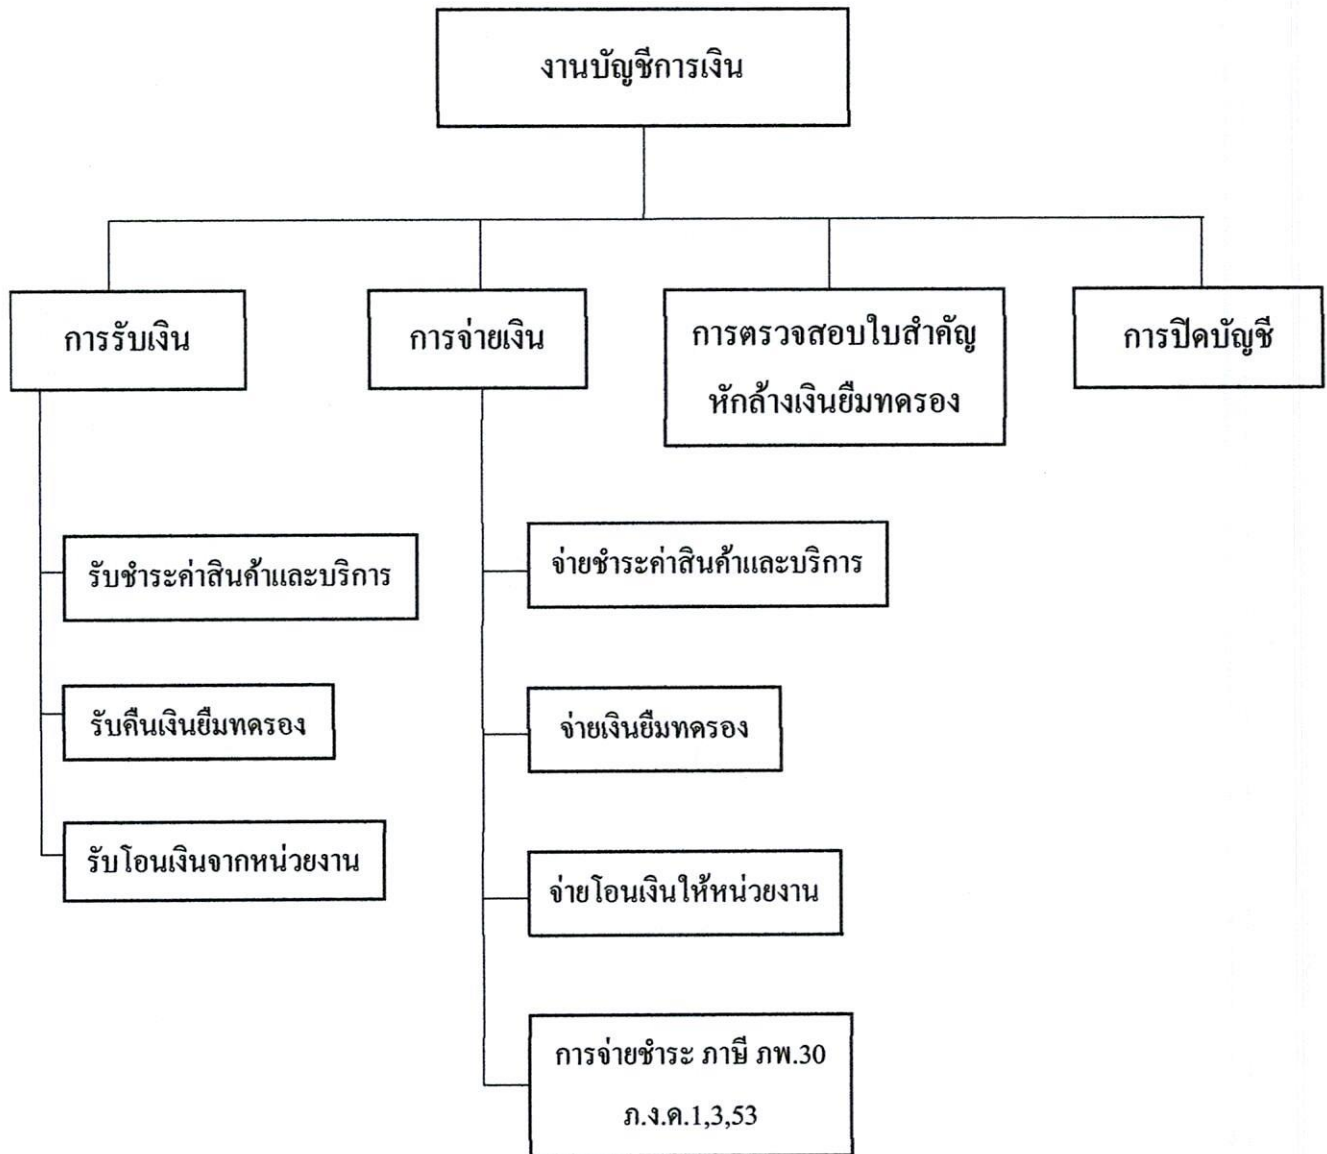 งานบัญชีการเงิน
การรับเงิน
การจ่ายเงิน
การตรวจสอบใบสำคัญ
หักล้างเงินยืมทดรอง
การปิดบัญชี
รับชำระค่าสินค้าและบริการ
รับคืนเงินยืมทดรอง
รับโอนเงินจากหน่วยงาน
จ่ายชำระค่าสินค้าและบริการ
จ่ายเงินยืมทดรอง
จ่ายโอนเงินให้หน่วยงาน
การจ่ายชำระ ภาษี ภพ.30
ภ.ง.ด.1,3,53